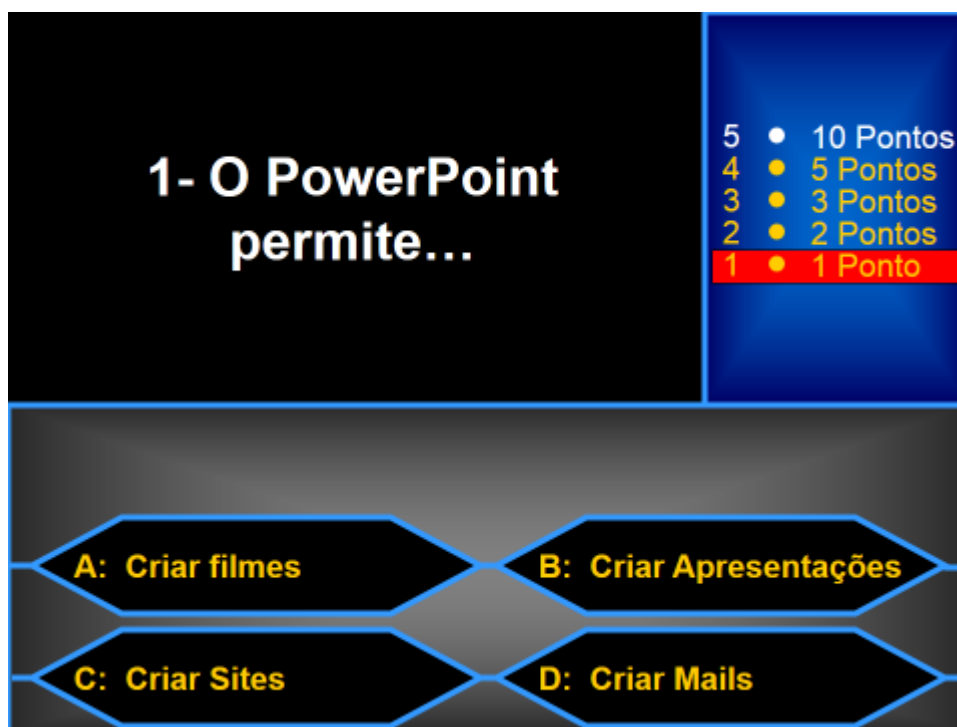 1- O PowerPoint
permite…
5 • 10 Pontos
4 • 5 Pontos
3 • 3 Pontos
2 • 2 Pontos
1 • 1 Ponto
A: Criar filmes
B: Criar Apresentações
C: Criar Sites
D: Criar Mails